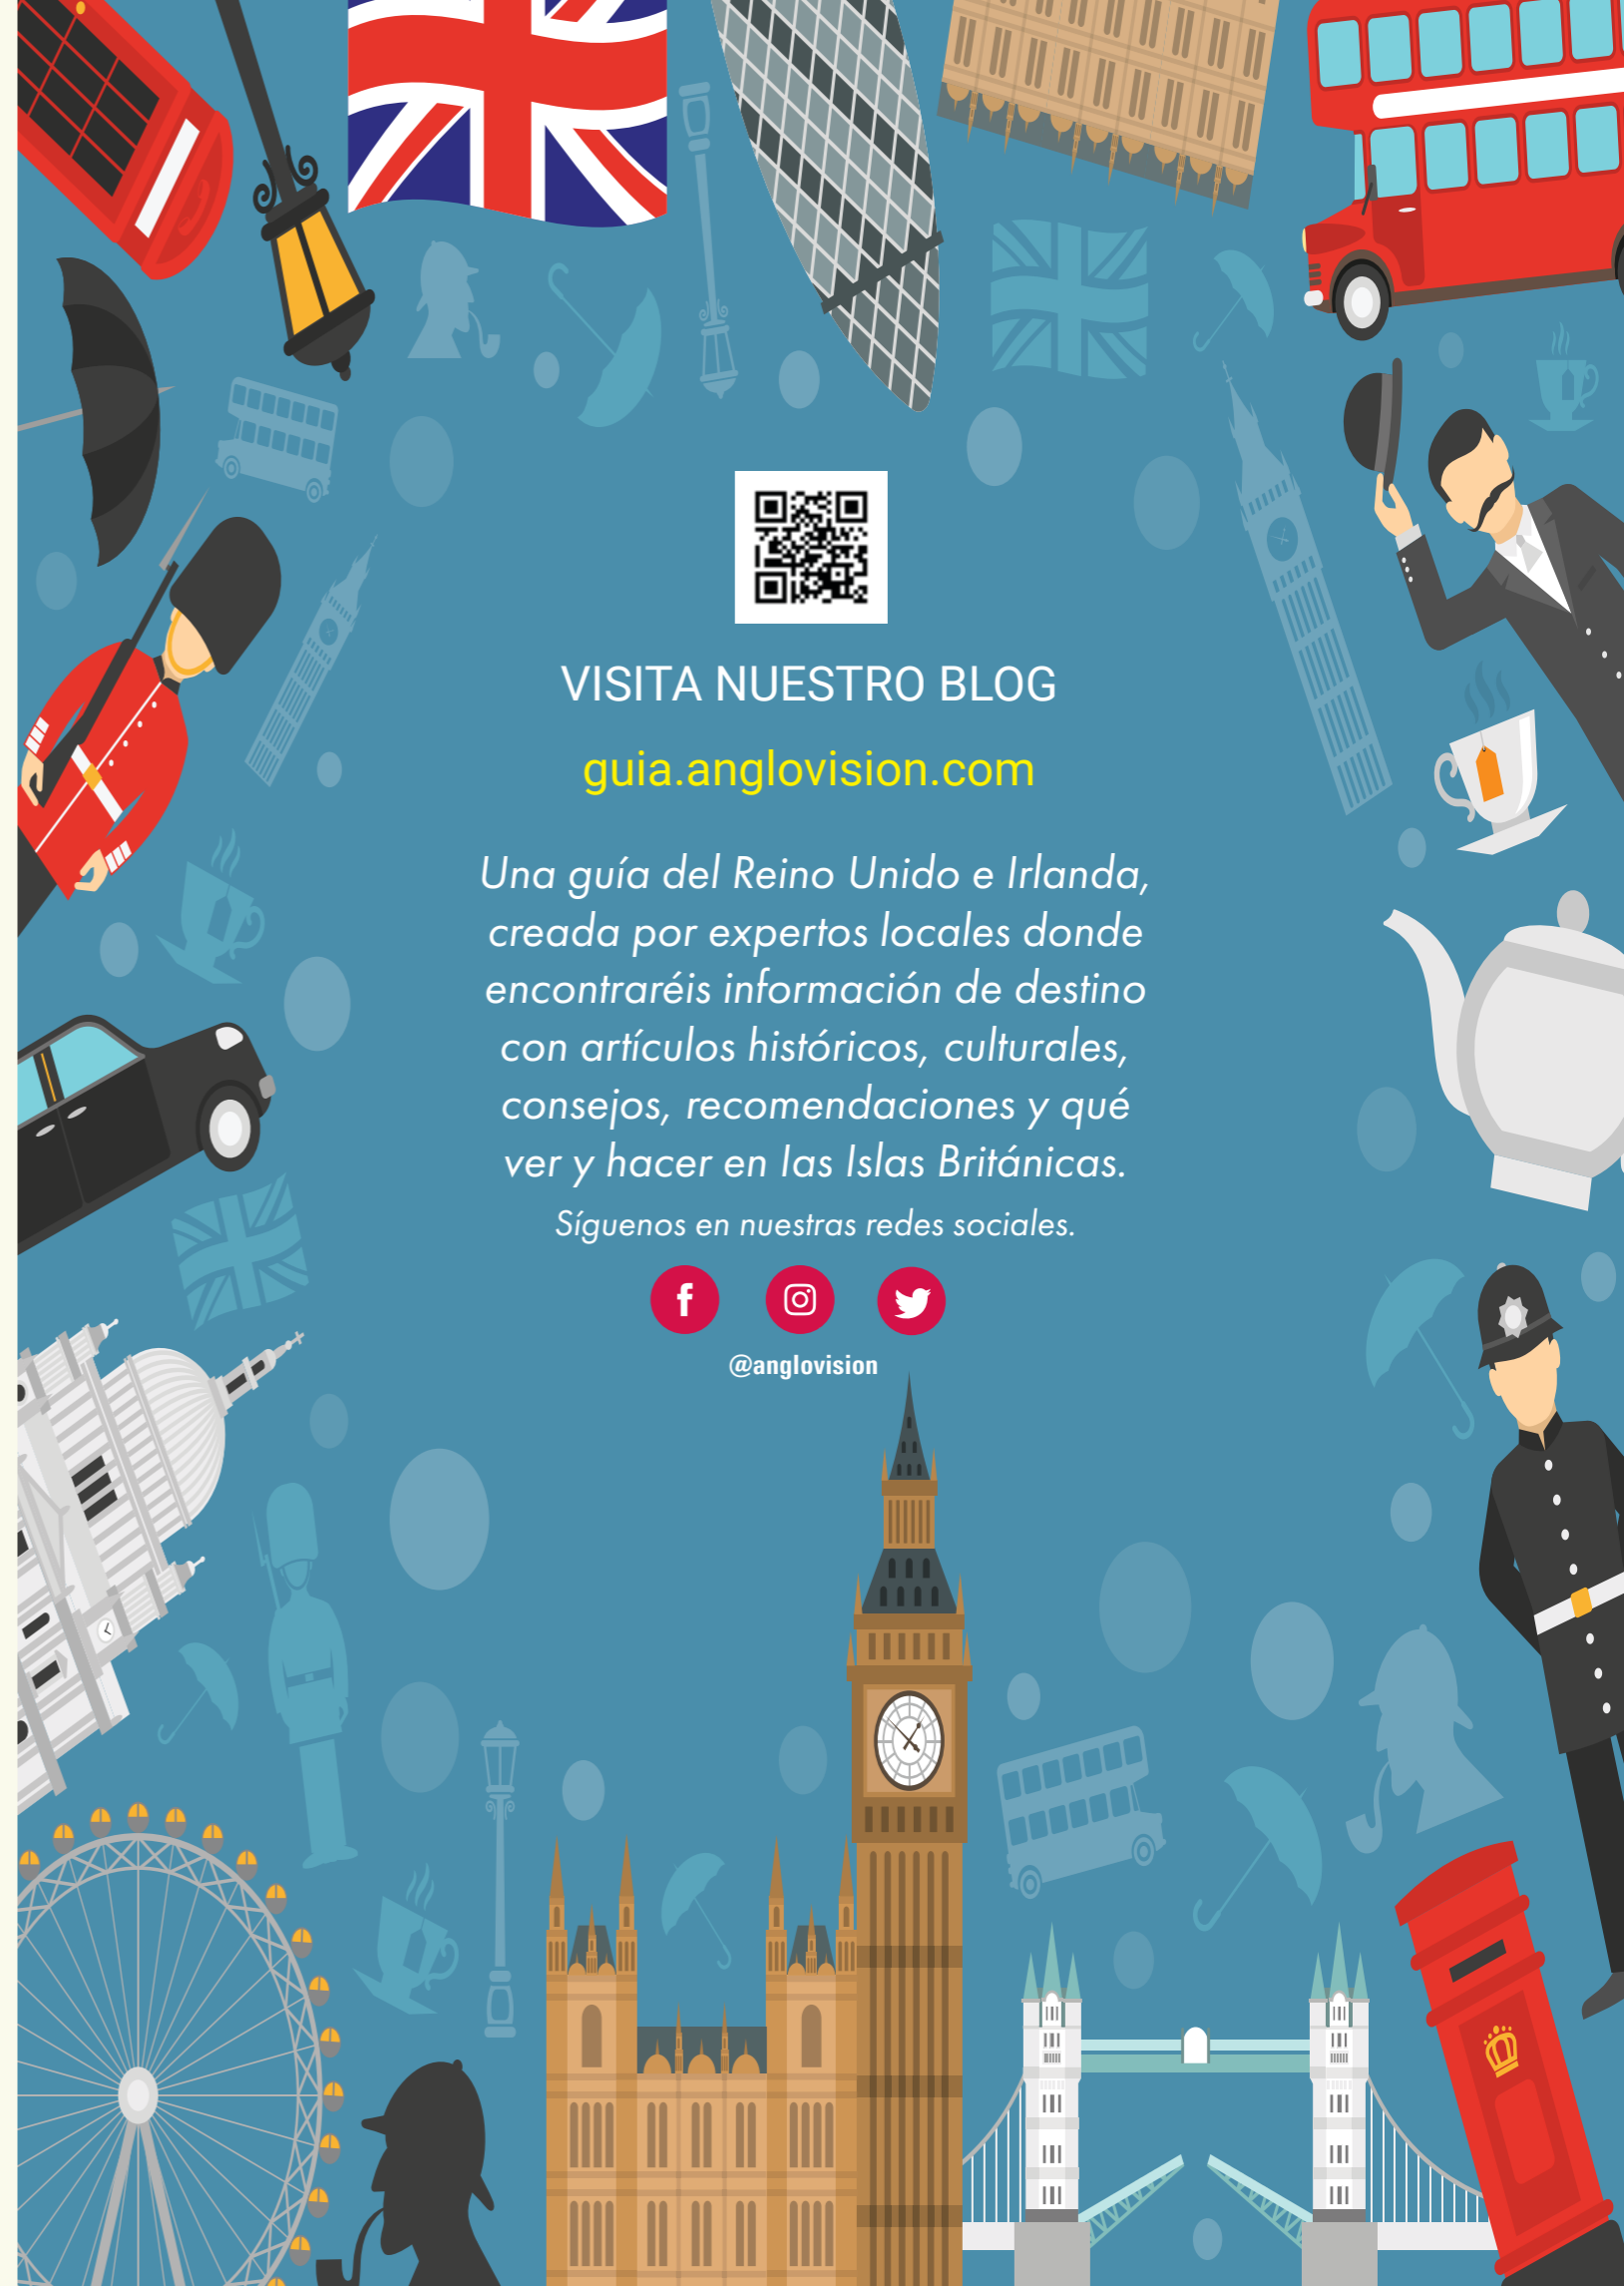 VISITA NUESTRO BLOG
guia.anglovision.com
Una guía del Reino Unido e Irlanda,
creada por expertos locales donde
encontraréis información de destino
con artículos históricos, culturales,
consejos, recomendaciones y qué
ver y hacer en las Islas Británicas.
Síguenos en nuestras redes sociales.
@anglovision